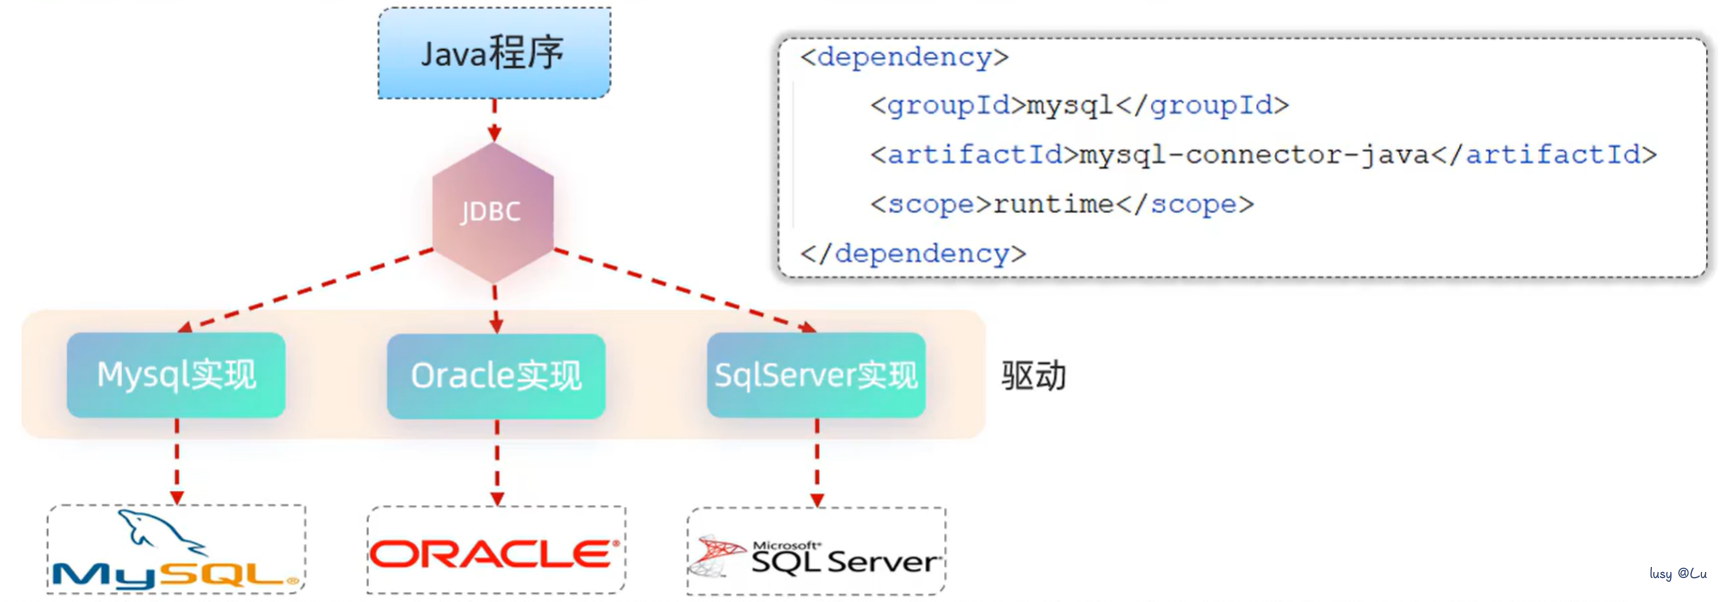 Java程序
<dependency>
<groupId>mysql</groupId>
<artifactId>mysql-connector-java</artifactId>
<scope>runtime</scope>
</dependency>
JDBC
Mysql实现
Oracle实现
SqlServer实现
驱动
MySQL®
ORACLE®
Microsoft®
SQL Server®
lusy @Lu